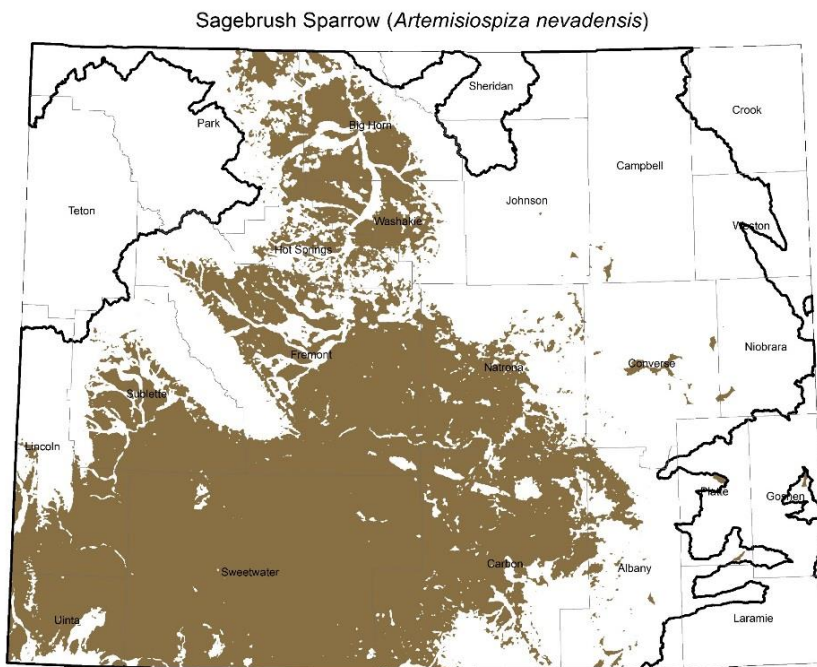 Sagebrush Sparrow (Artemisiospiza nevadensis)
Sheridan
Park
Big Horn
Crook
Campbell
Teton
Johnson
Washakie
Weston
Hot Springs
Fremont
Natrona
Converse
Niobrara
Sublette
Lincoln
Platte
Goshen
Sweetwater
Carbon
Albany
Uinta
Laramie